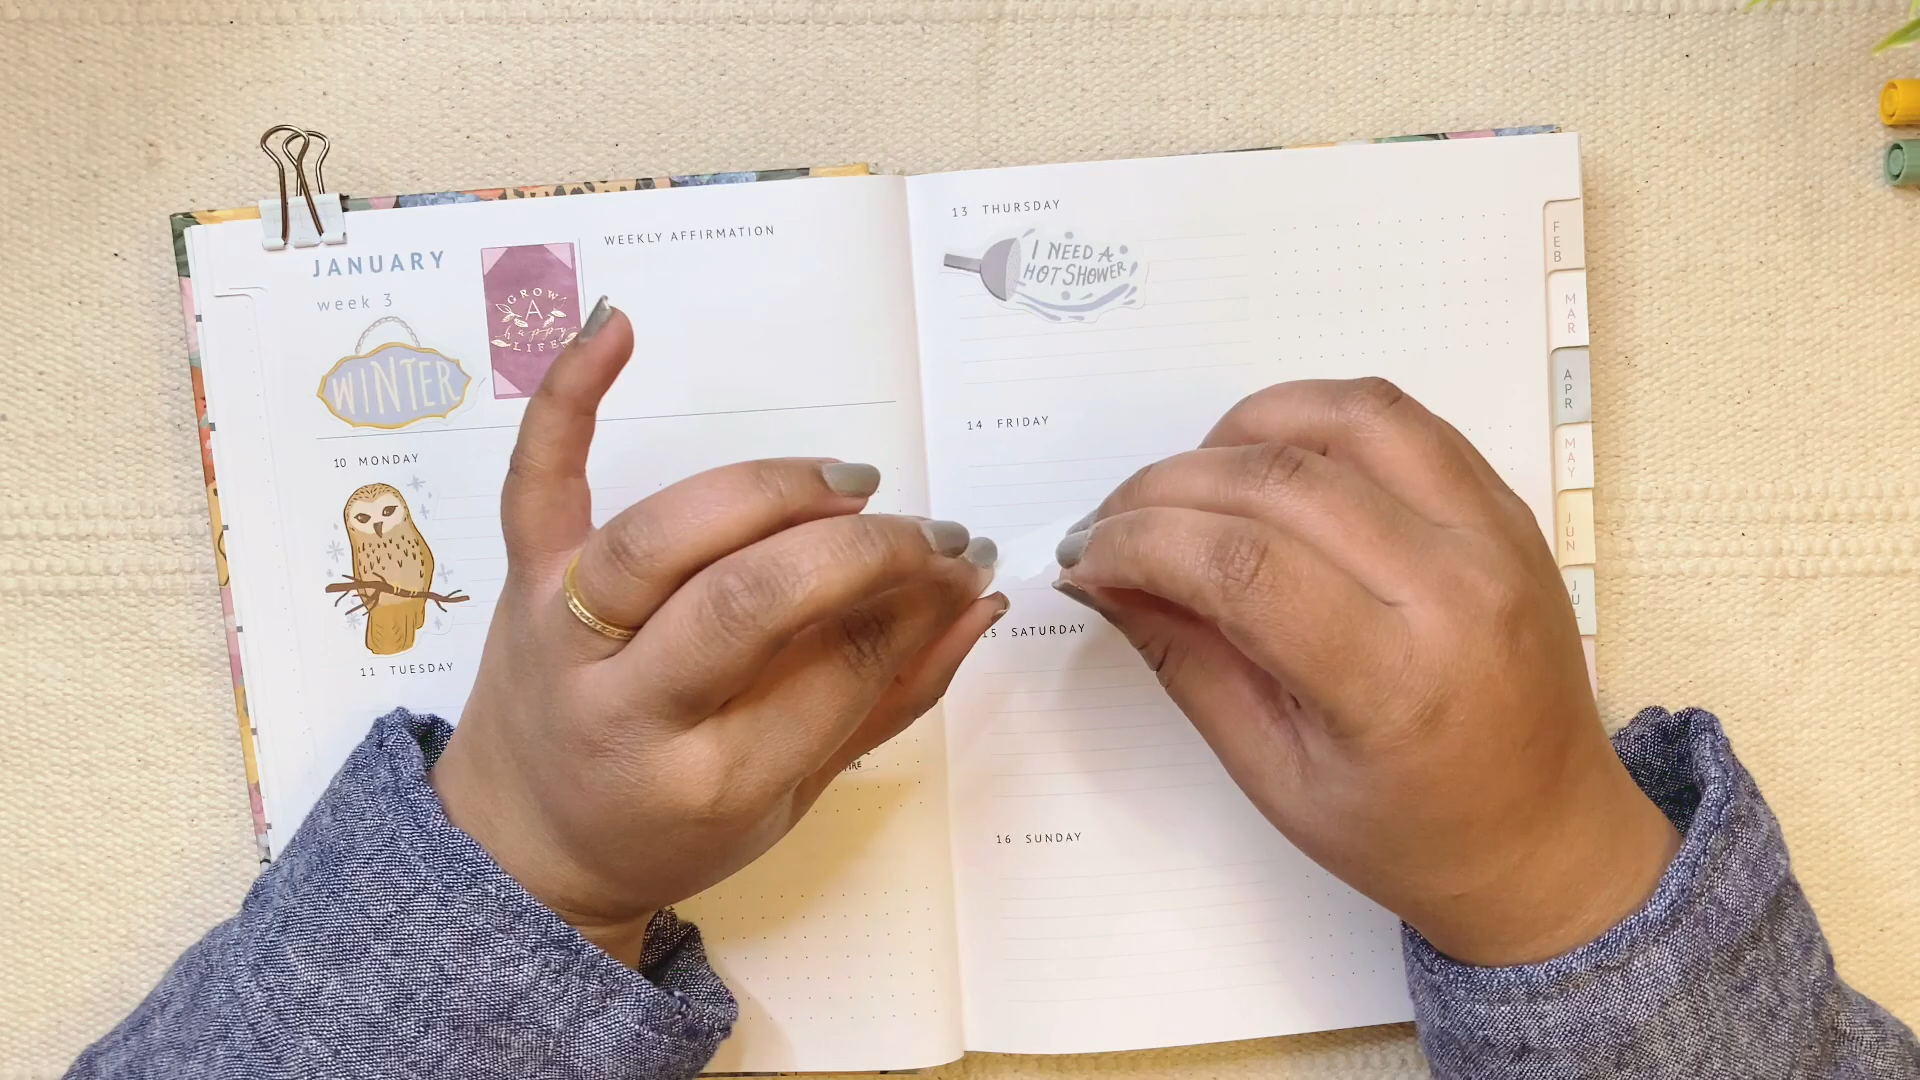 JANUARY
week 3
WINTER
GROW
A
happy
LIFE
WEEKLY AFFIRMATION
10 MONDAY
11 TUESDAY
13 THURSDAY
I NEED A
HOT SHOWER
14 FRIDAY
15 SATURDAY
16 SUNDAY
FEB
MAR
APR
MAY
JUN